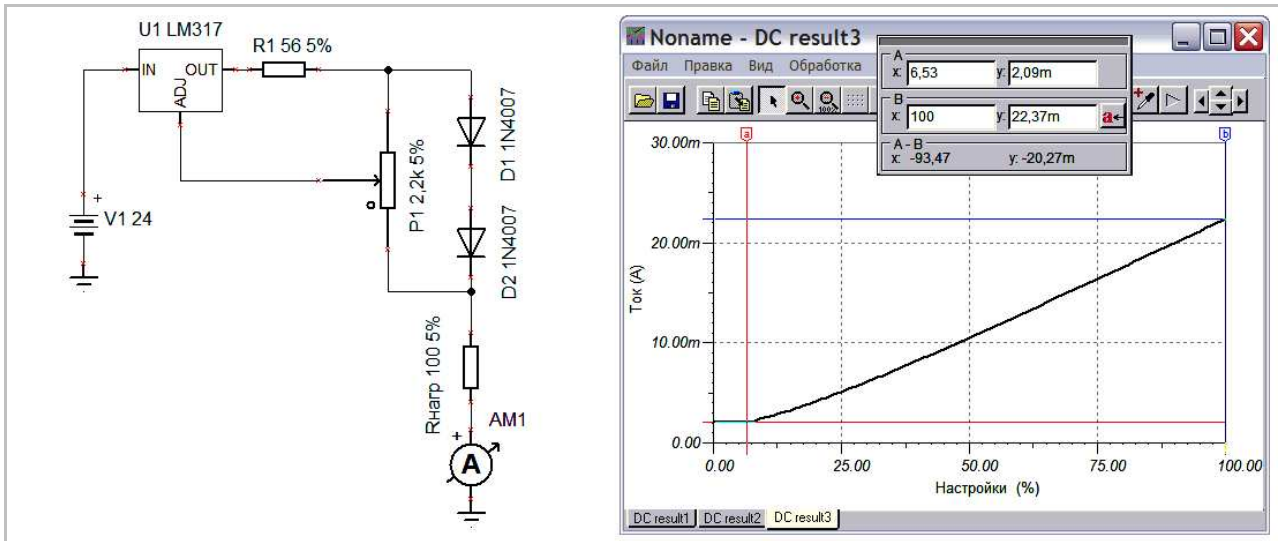 U1 LM317
R1 56 5%
IN
OUT
ADJ
D1 1N4007
P1 2,2k 5%
+
V1 24
D2 1N4007
Rнагр 100 5%
AM1
+
A
Noname - DC result3
Файл Правка Вид Обработка
A
x: 6,53 y: 2,09m
B
x: 100 y: 22,37m
a
A - B
x: -93,47 y: -20,27m
100%
a
b
30.00m
20.00m
10.00m
0.00
Ток (A)
0.00 25.00 50.00 75.00 100.00
Настройки (%)
DC result1 DC result2 DC result3